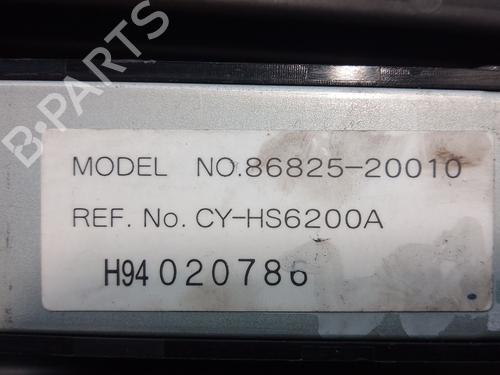 B-PARTS
MODEL NO.86825-20010
REF. No. CY-HS6200A
H94 020786